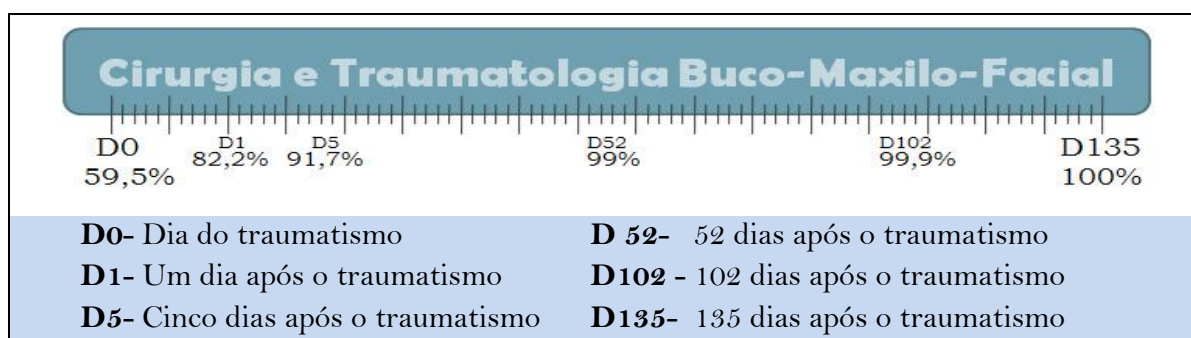 Cirurgia e Traumatologia Buco-Maxilo-Facial
D0 D1 D5 D52 D102 D135
59,5% 82,2% 91,7% 99% 99,9% 100%
D0- Dia do traumatismo
D1- Um dia após o traumatismo
D5- Cinco dias após o traumatismo
D 52- 52 dias após o traumatismo
D102 - 102 dias após o traumatismo
D135- 135 dias após o traumatismo